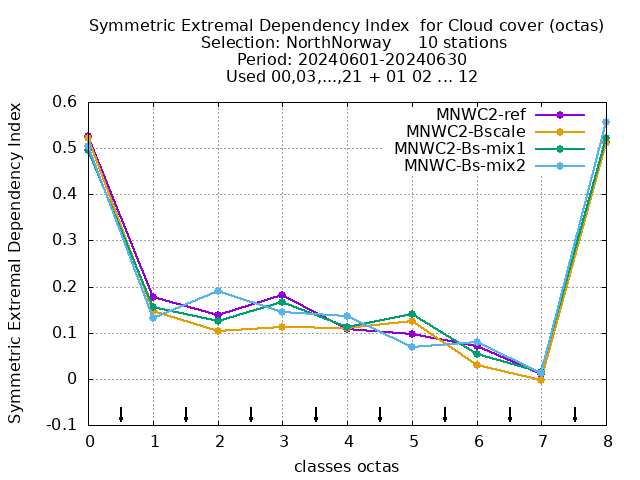 Symmetric Extremal Dependency Index  for Cloud cover (octas)
Selection: NorthNorway     10 stations
Period: 20240601-20240630
Used 00,03,...,21 + 01 02 ... 12
Symmetric Extremal Dependency Index
0.6
0.5
0.4
0.3
0.2
0.1
0
-0.1
MNWC2-ref
MNWC2-Bscale
MNWC2-Bs-mix1
MNWC-Bs-mix2
0 1 2 3 4 5 6 7 8
classes octas